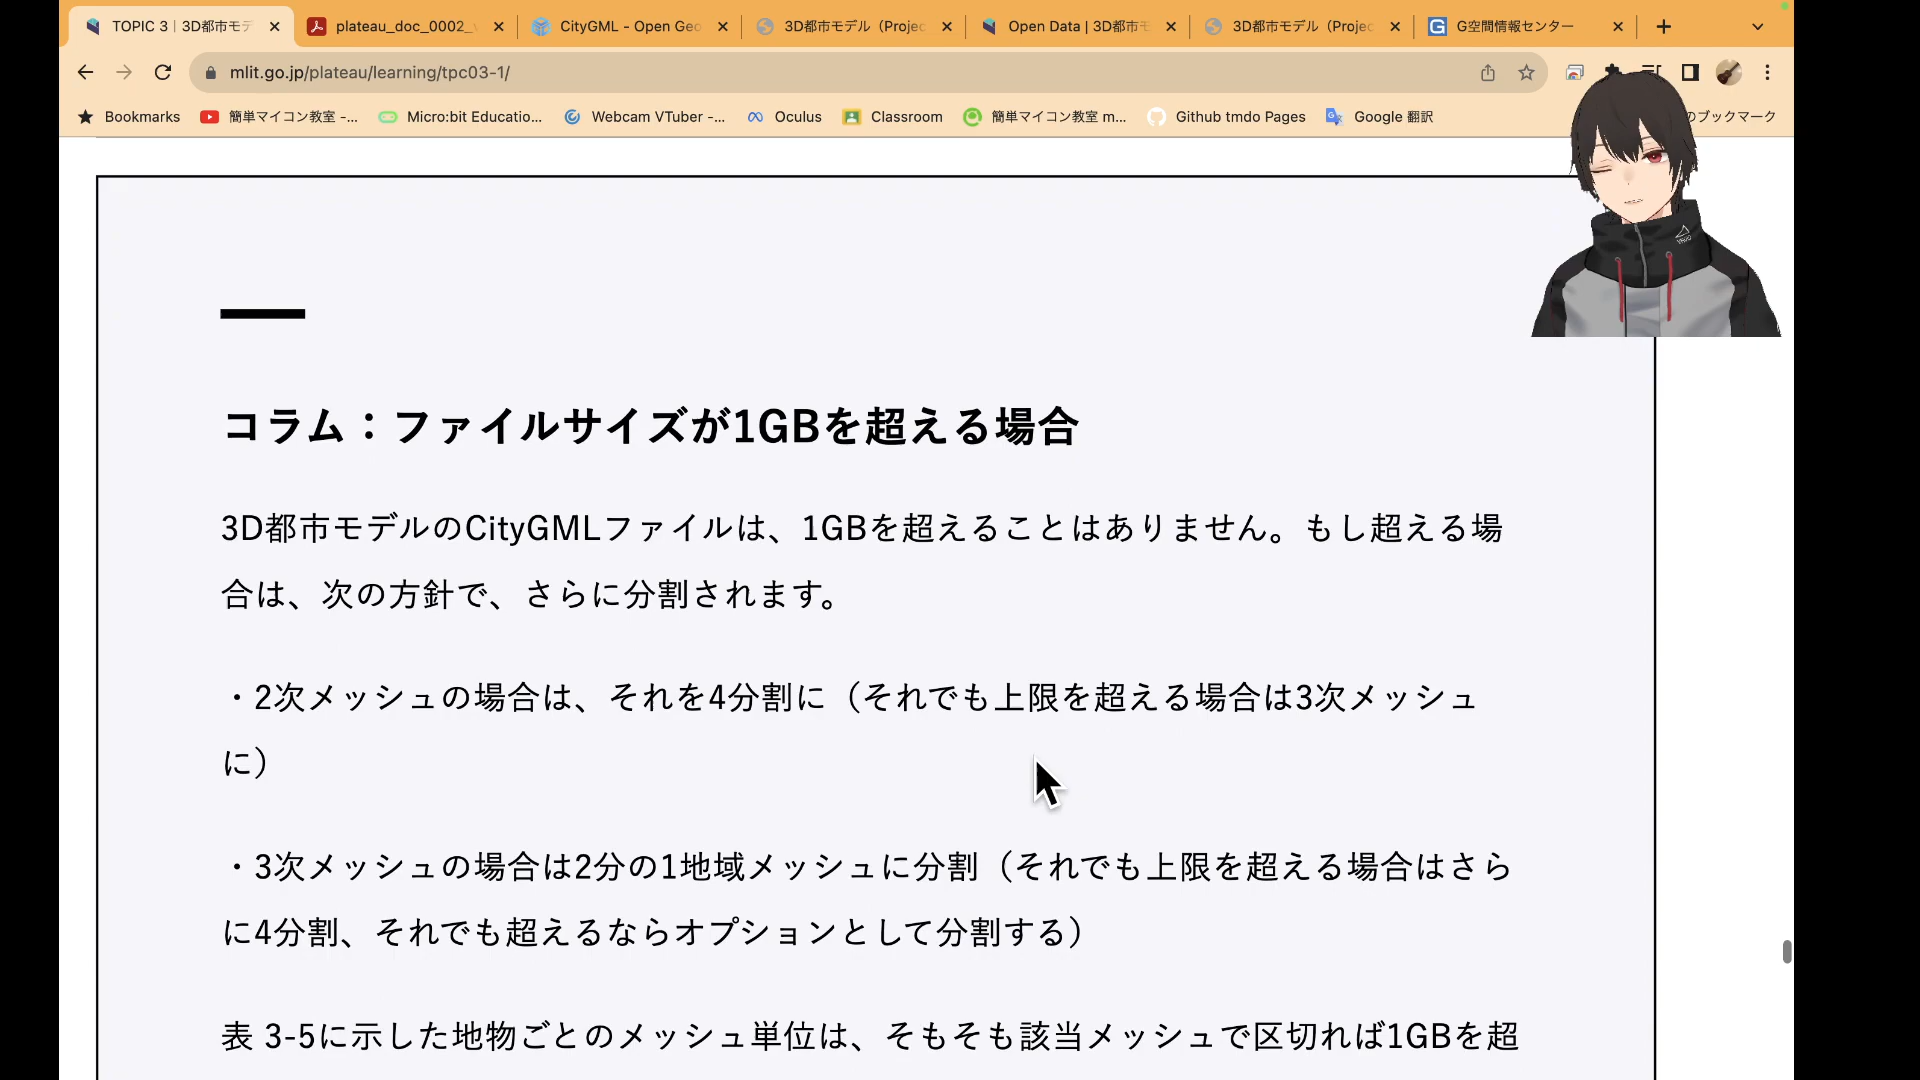 TOPIC 3 | 3D都市モデ
plateau_doc_0002_
CityGML - Open Geo
3D都市モデル（Projec
Open Data | 3D都市モ
3D都市モデル（Projec
G空間情報センター
mlit.go.jp/plateau/learning/tpc03-1/
Bookmarks
簡単マイコン教室 -...
Micro:bit Educatio...
Webcam VTuber -...
Oculus
Classroom
簡単マイコン教室 m...
Github tmdo Pages
Google 翻訳
のブックマーク
コラム：ファイルサイズが1GBを超える場合
3D都市モデルのCityGMLファイルは、1GBを超えることはありません。もし超える場
合は、次の方針で、さらに分割されます。
・2次メッシュの場合は、それを4分割に（それでも上限を超える場合は3次メッシュ
に）
・3次メッシュの場合は2分の1地域メッシュに分割（それでも上限を超える場合はさら
に4分割、それでも超えるならオプションとして分割する）
表 3-5に示した地物ごとのメッシュ単位は、そもそも該当メッシュで区切れば1GBを超